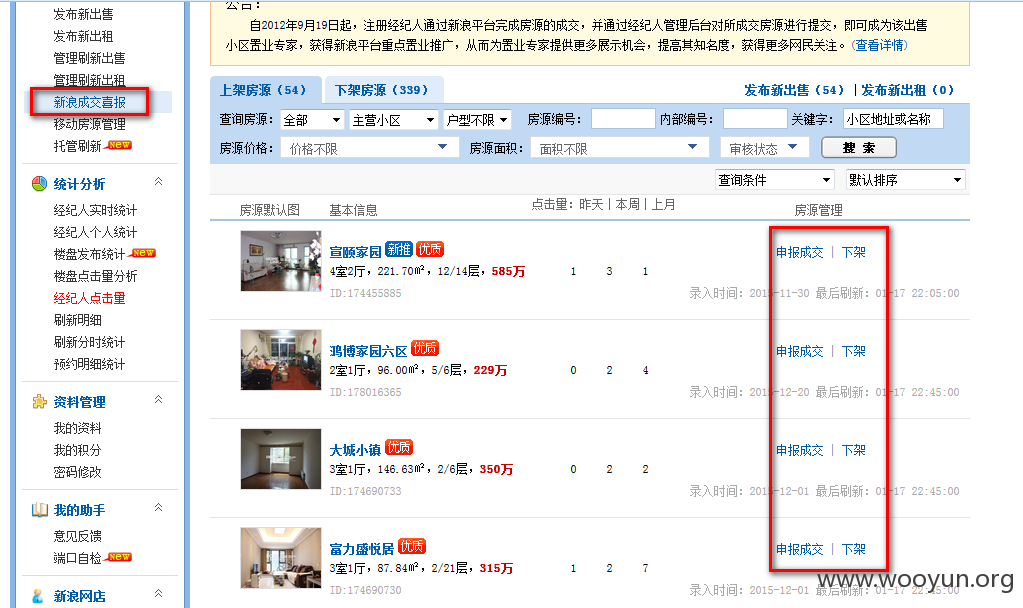 发布新出售
发布新出租
管理刷新出售
管理刷新出租
新浪成交喜报
移动房源管理
托管刷新 NEW
统计分析
经纪人实时统计
经纪人个人统计
楼盘发布统计 NEW
楼盘点击量分析
经纪人点击量
刷新明细
刷新分时统计
预约明细统计
资料管理
我的资料
我的积分
密码修改
我的助手
意见反馈
端口自检 NEW
新浪网店
公告：
自2012年9月19日起，注册经纪人通过新浪平台完成房源的成交，并通过经纪人管理后台对所成交房源进行提交，即可成为该出售
小区置业专家，获得新浪平台重点置业推广，从而为置业专家提供更多展示机会，提高其知名度，获得更多网民关注。(查看详情)
上架房源（54） 下架房源（339） 发布新出售（54）|发布新出租（0）
查询房源： 全部 主营小区 户型不限 房源编号： 内部编号： 关键字： 小区地址或名称
房源价格： 价格不限 房源面积： 面积不限 审核状态 搜 索
查询条件 默认排序
房源默认图 基本信息 点击量：昨天|本周|上月 房源管理
宣颐家园 新推 优质
4室2厅，221.70㎡，12/14层，585万 1 3 1 申报成交 | 下架
ID:174455885 录入时间：2015-11-30 最后刷新：01-17 22:05:00
鸿博家园六区 优质
2室1厅，96.00㎡，5/6层，229万 0 2 4 申报成交 | 下架
ID:178016365 录入时间：2015-12-20 最后刷新：01-17 22:45:00
大城小镇 优质
3室1厅，146.63㎡，2/6层，350万 0 2 2 申报成交 | 下架
ID:174690733 录入时间：2015-12-01 最后刷新：01-17 22:45:00
富力盛悦居 优质
3室1厅，87.84㎡，2/21层，315万 1 2 7 申报成交 | 下架
ID:174690730 录入时间：2015-12-01 最后刷新：01-17 22:45:00
www.wooyun.org